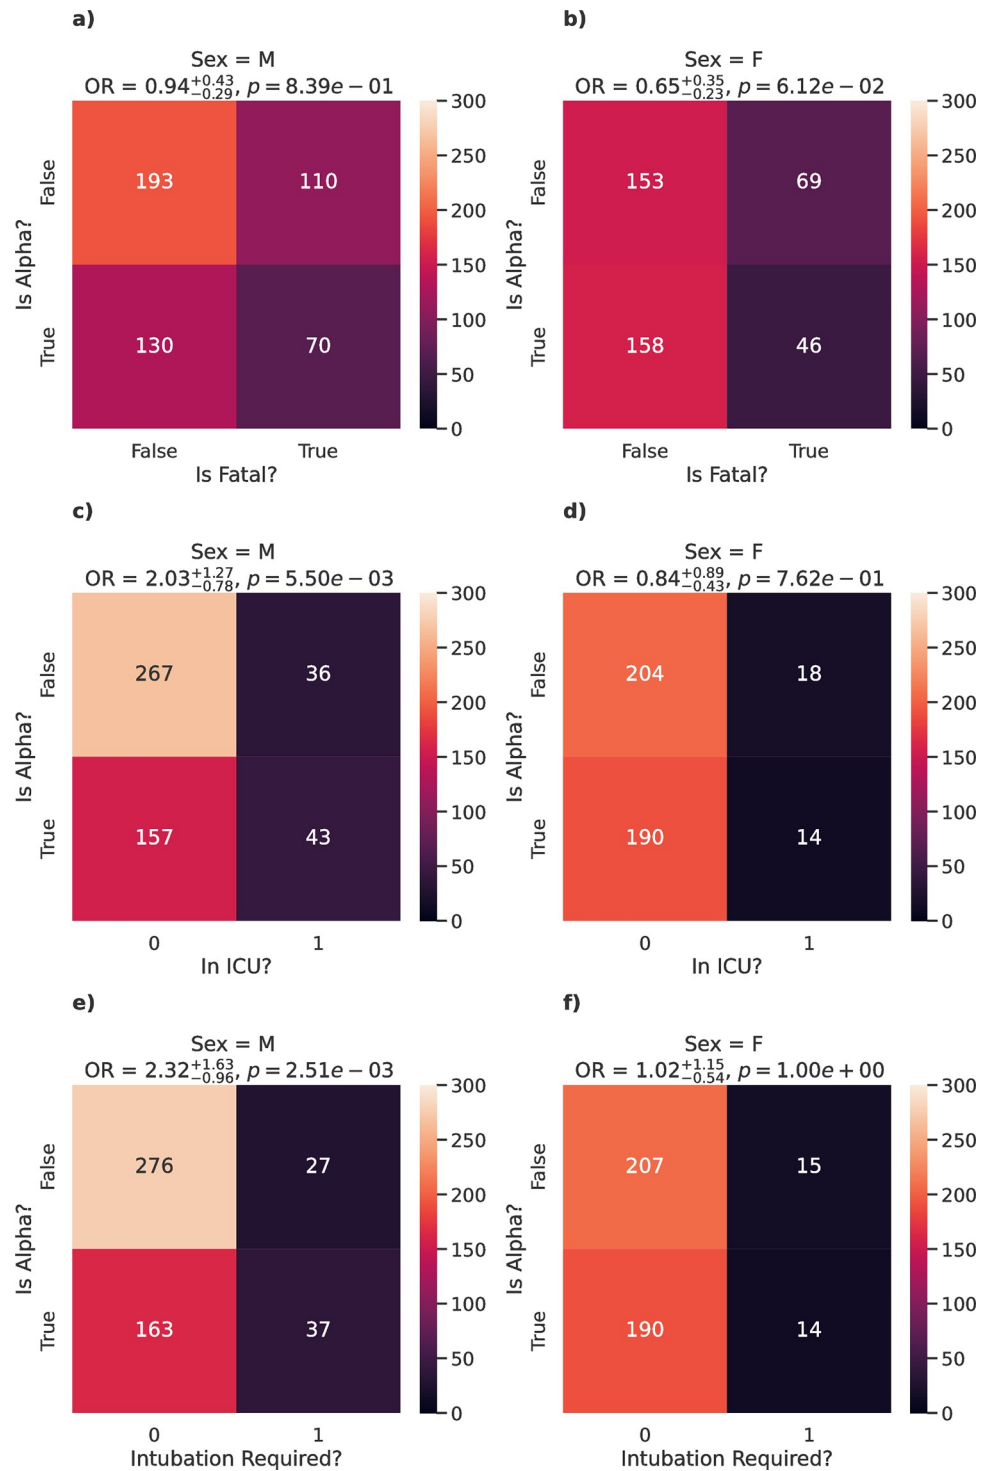 a)
Sex = M
OR = 0.94+0.43−0.29, p = 8.39e − 01
300
250
200
150
100
50
0
Is Alpha?
False
True
193
110
130
70
False
True
Is Fatal?
b)
Sex = F
OR = 0.65+0.35−0.23, p = 6.12e − 02
300
250
200
150
100
50
0
Is Alpha?
False
True
153
69
158
46
False
True
Is Fatal?
c)
Sex = M
OR = 2.03+1.27−0.78, p = 5.50e − 03
300
250
200
150
100
50
0
Is Alpha?
False
True
267
36
157
43
0
1
In ICU?
d)
Sex = F
OR = 0.84+0.89−0.43, p = 7.62e − 01
300
250
200
150
100
50
0
Is Alpha?
False
True
204
18
190
14
0
1
In ICU?
e)
Sex = M
OR = 2.32+1.63−0.96, p = 2.51e − 03
300
250
200
150
100
50
0
Is Alpha?
False
True
276
27
163
37
0
1
Intubation Required?
f)
Sex = F
OR = 1.02+1.15−0.54, p = 1.00e + 00
300
250
200
150
100
50
0
Is Alpha?
False
True
207
15
190
14
0
1
Intubation Required?